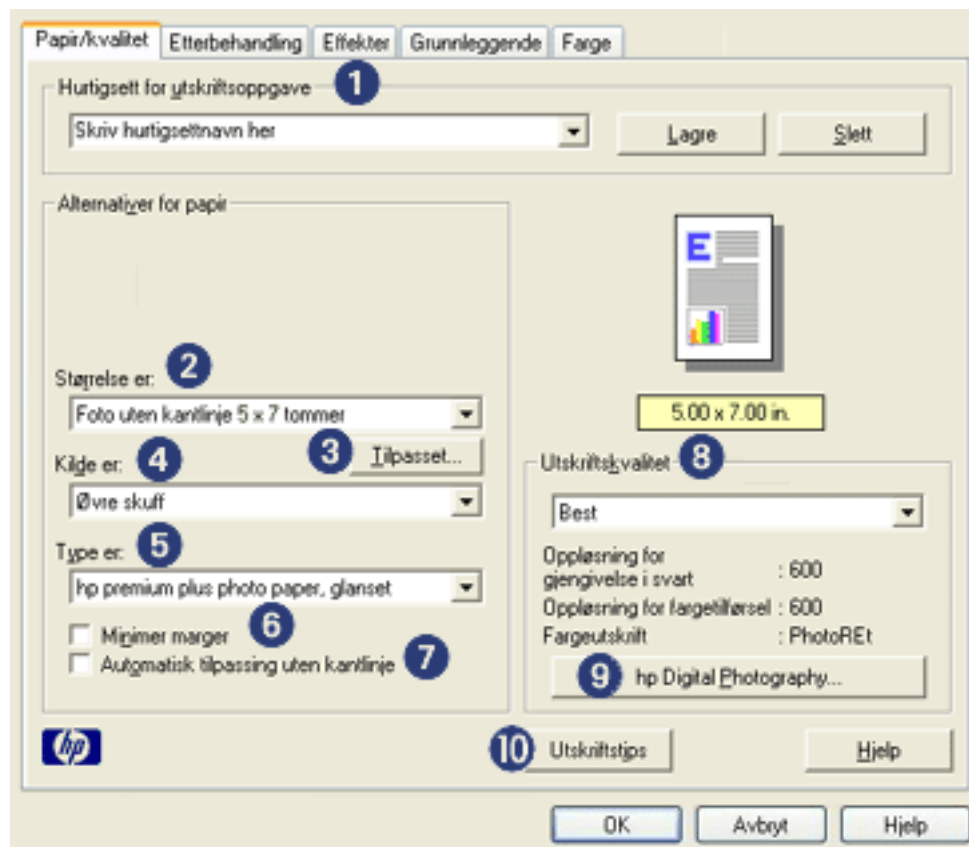 Papir/kvalitet Etterbehandling Effekter Grunnleggende Farge
Hurtigsett for utskriftsoppgave 1
Skriv hurtigsettnavn her Lagre Slett
Alternativer for papir
E
Størrelse er: 2
Foto uten kantlinje 5 x 7 tommer
5.00 x 7.00 in.
3 Tilpasset...
Kilde er: 4
Øvre skuff
Utskriftskvalitet 8
Best
Type er: 5
hp premium plus photo paper, glanset
Oppløsning for
gjengivelse i svart : 600
Oppløsning for fargetilførsel : 600
Fargeutskrift : PhotoREt
Minimer marger 6
Automatisk tilpassing uten kantlinje 7
9 hp Digital Photography...
hp
10 Utskriftstips Hjelp
OK Avbryt Hjelp